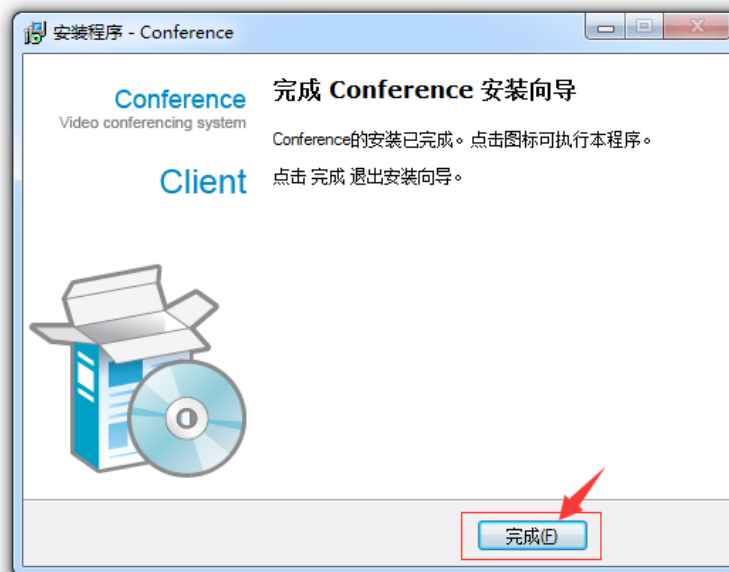 安装程序 - Conference
Conference
Video conferencing system
Client
完成 Conference 安装向导
Conference的安装已完成。点击图标可执行本程序。
点击 完成 退出安装向导。
完成(F)